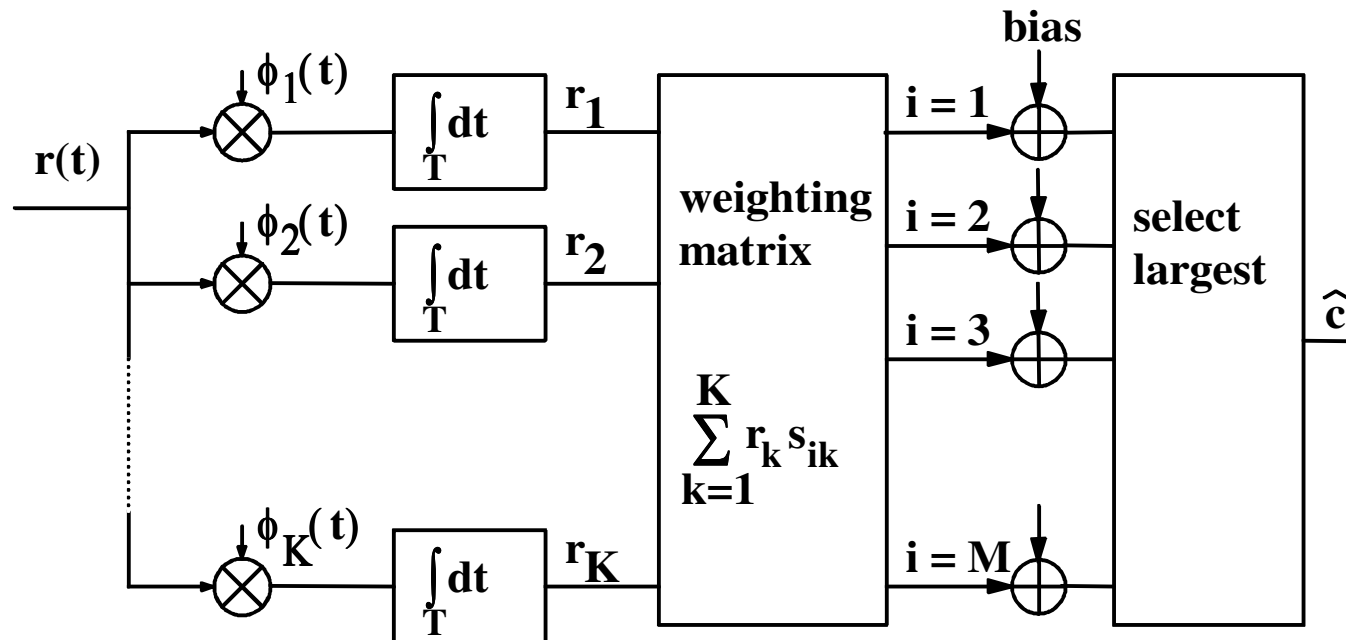 bias
ϕ1(t)
∫T dt
r1
i = 1
r(t)
ϕ2(t)
∫T dt
r2
weighting
matrix
i = 2
select
largest
i = 3
ĉ
K
∑ rk sik
k=1
ϕK(t)
∫T dt
rK
i = M